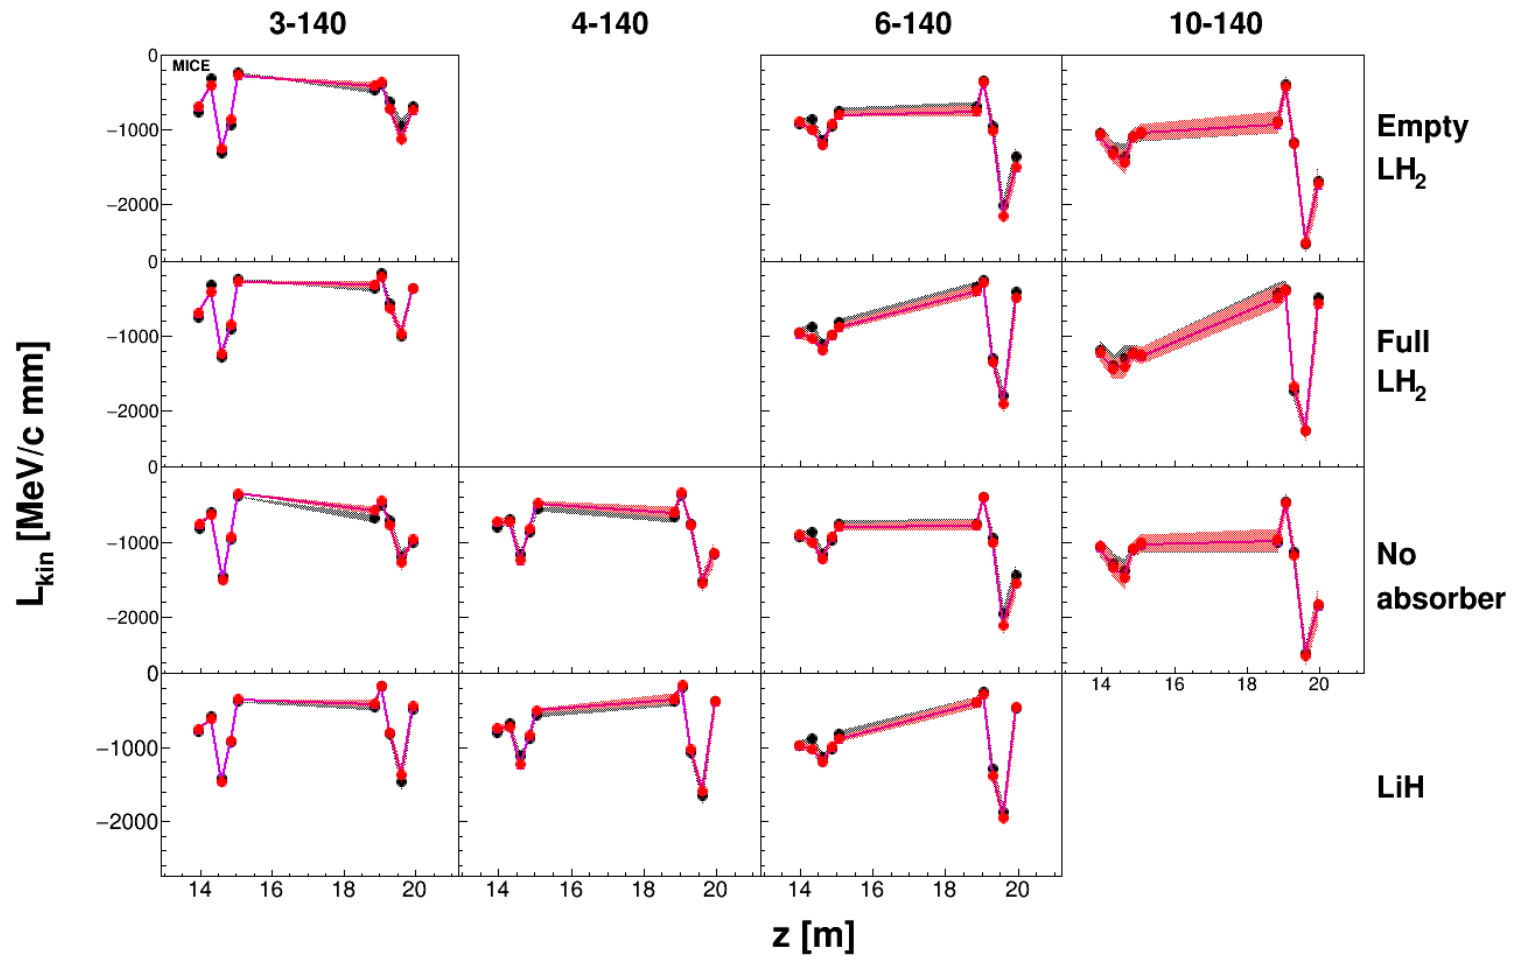 3-140 4-140 6-140 10-140
MICE
0
−1000
−2000
Empty
LH2
0
−1000
−2000
Full
LH2
0
−1000
−2000
No
absorber
14 16 18 20
0
−1000
−2000
LiH
14 16 18 20 14 16 18 20 14 16 18 20
Lkin [MeV/c mm]
z [m]